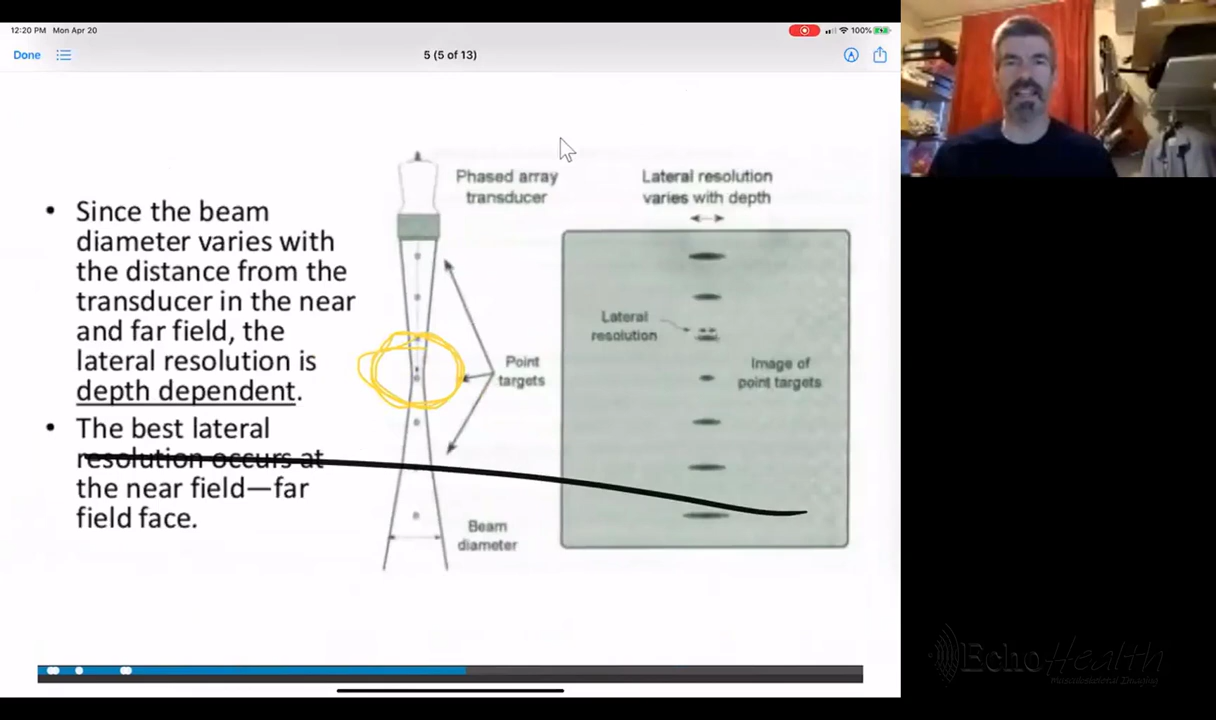 12:20 PM Mon Apr 20
100%
Done
5 (5 of 13)
• Since the beam
diameter varies with
the distance from the
transducer in the near
and far field, the
lateral resolution is
depth dependent.
• The best lateral
resolution occurs at
the near field—far
field face.
Phased array
transducer
Point
targets
Beam
diameter
Lateral resolution
varies with depth
Lateral
resolution
Image of
point targets
EchoHealth
Musculoskeletal Imaging